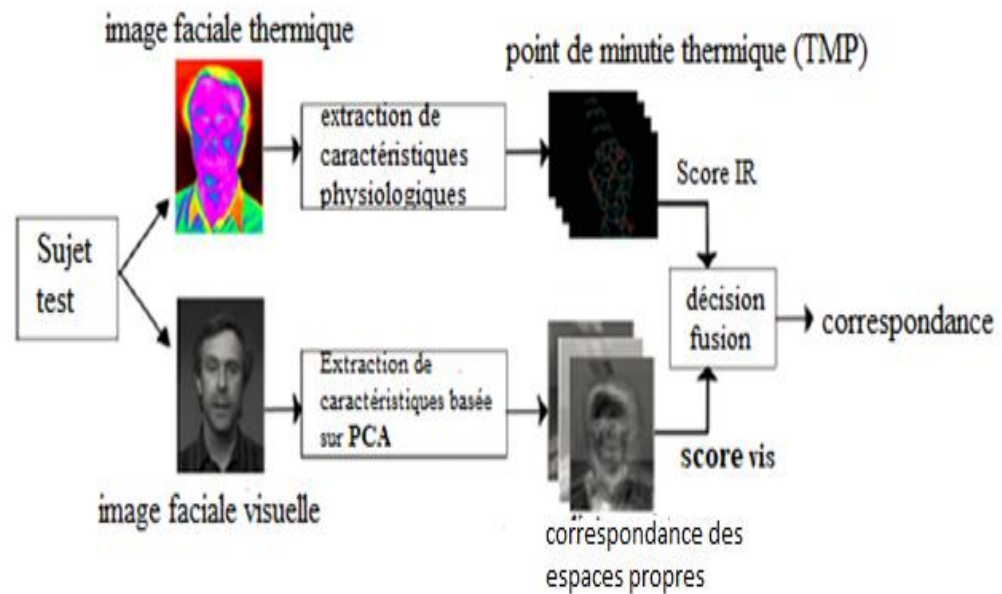 image faciale thermique
point de minutie thermique (TMP)
extraction de
caractéristiques
physiologiques
Score IR
Sujet
test
décision
fusion
correspondance
Extraction de
caractéristiques basée
sur PCA
score vis
image faciale visuelle
correspondance des
espaces propres